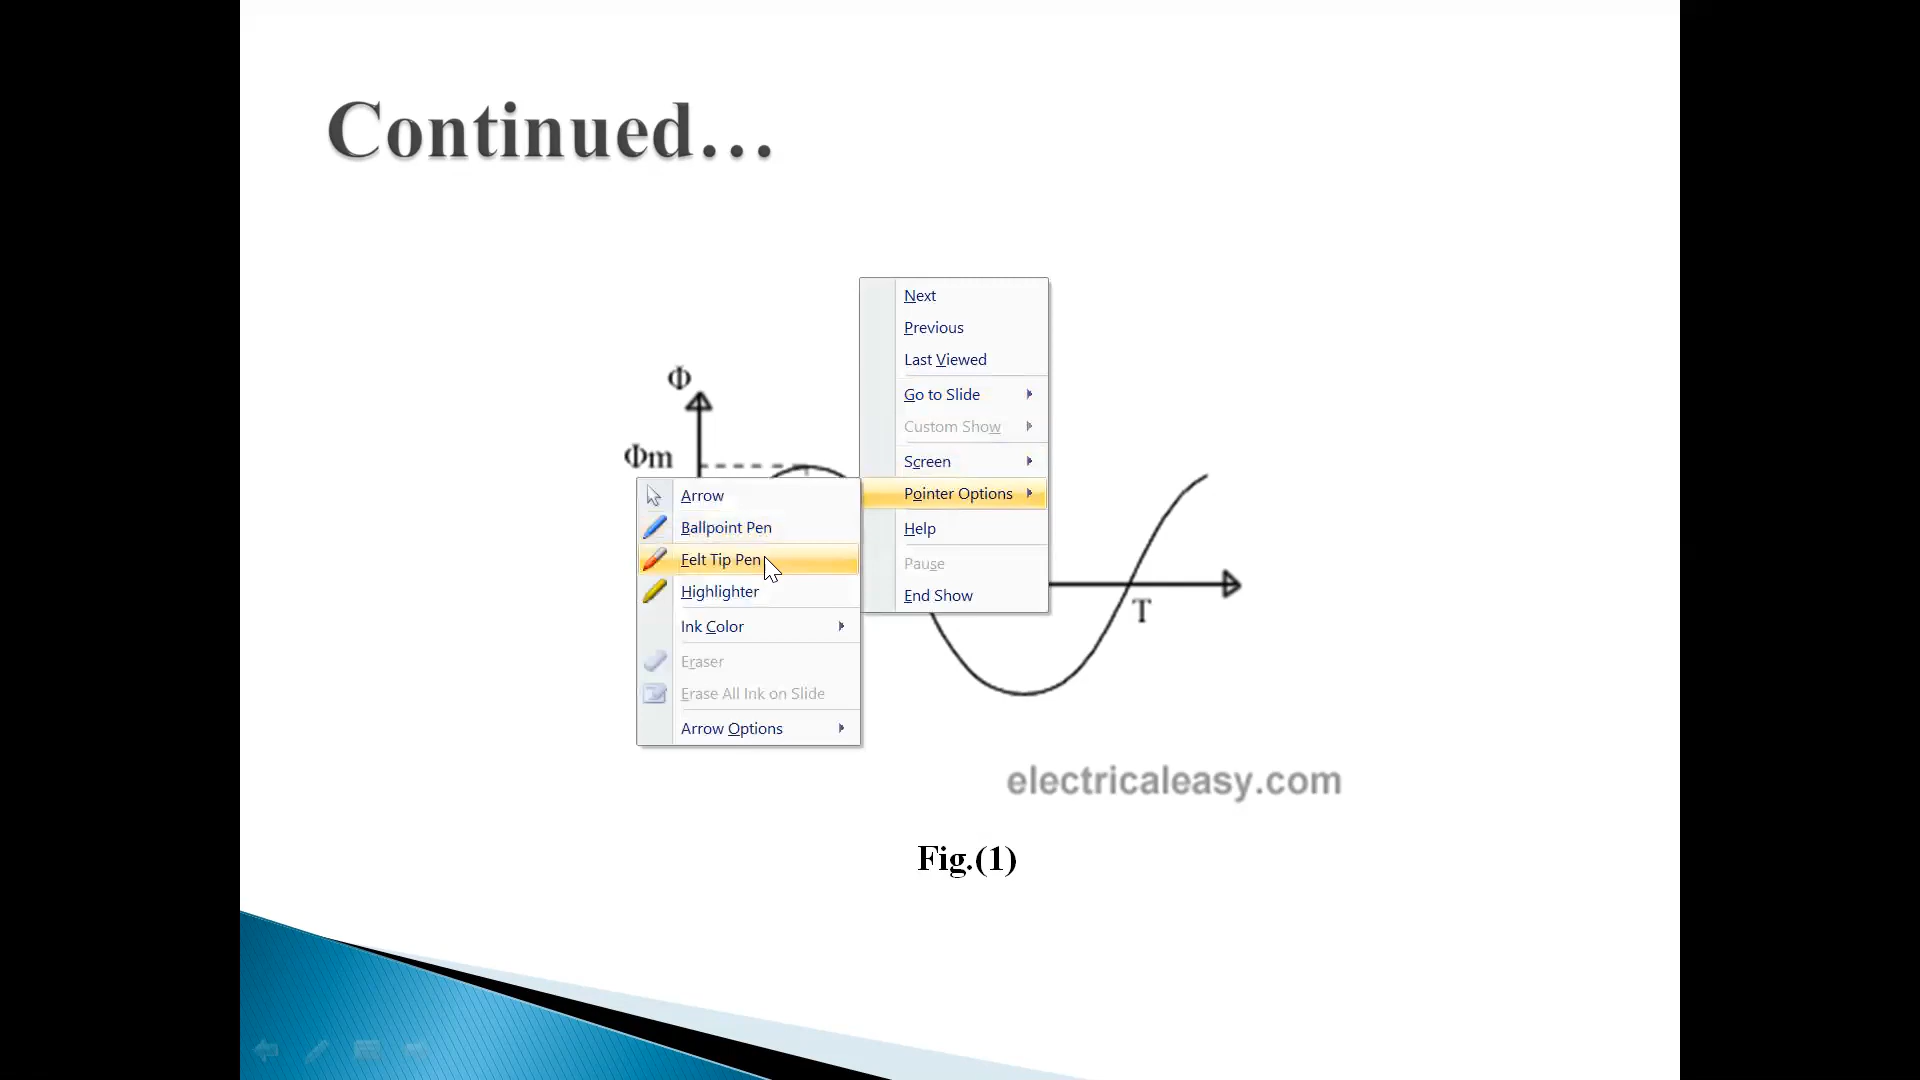 Continued...
Next
Previous
Last Viewed
Go to Slide
Custom Show
Screen
Pointer Options
Help
Pause
End Show
Φ
Φm
Arrow
Ballpoint Pen
Felt Tip Pen
Highlighter
Ink Color
Eraser
Erase All Ink on Slide
Arrow Options
T
electricaleasy.com
Fig.(1)